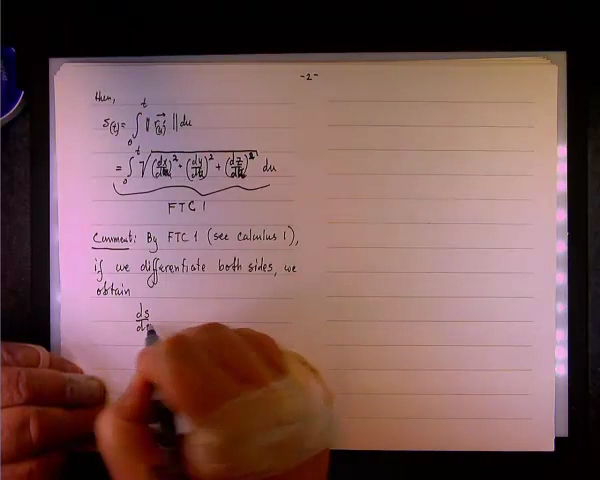 -2-
then,
s(t) = ∫₀ᵗ ‖ r⃗'(u) ‖ du
= ∫₀ᵗ √((dx/du)² + (dy/du)² + (dz/du)²) du
FTC 1
Comment: By FTC 1 (see calculus 1),
if we differentiate both sides, we
obtain
ds